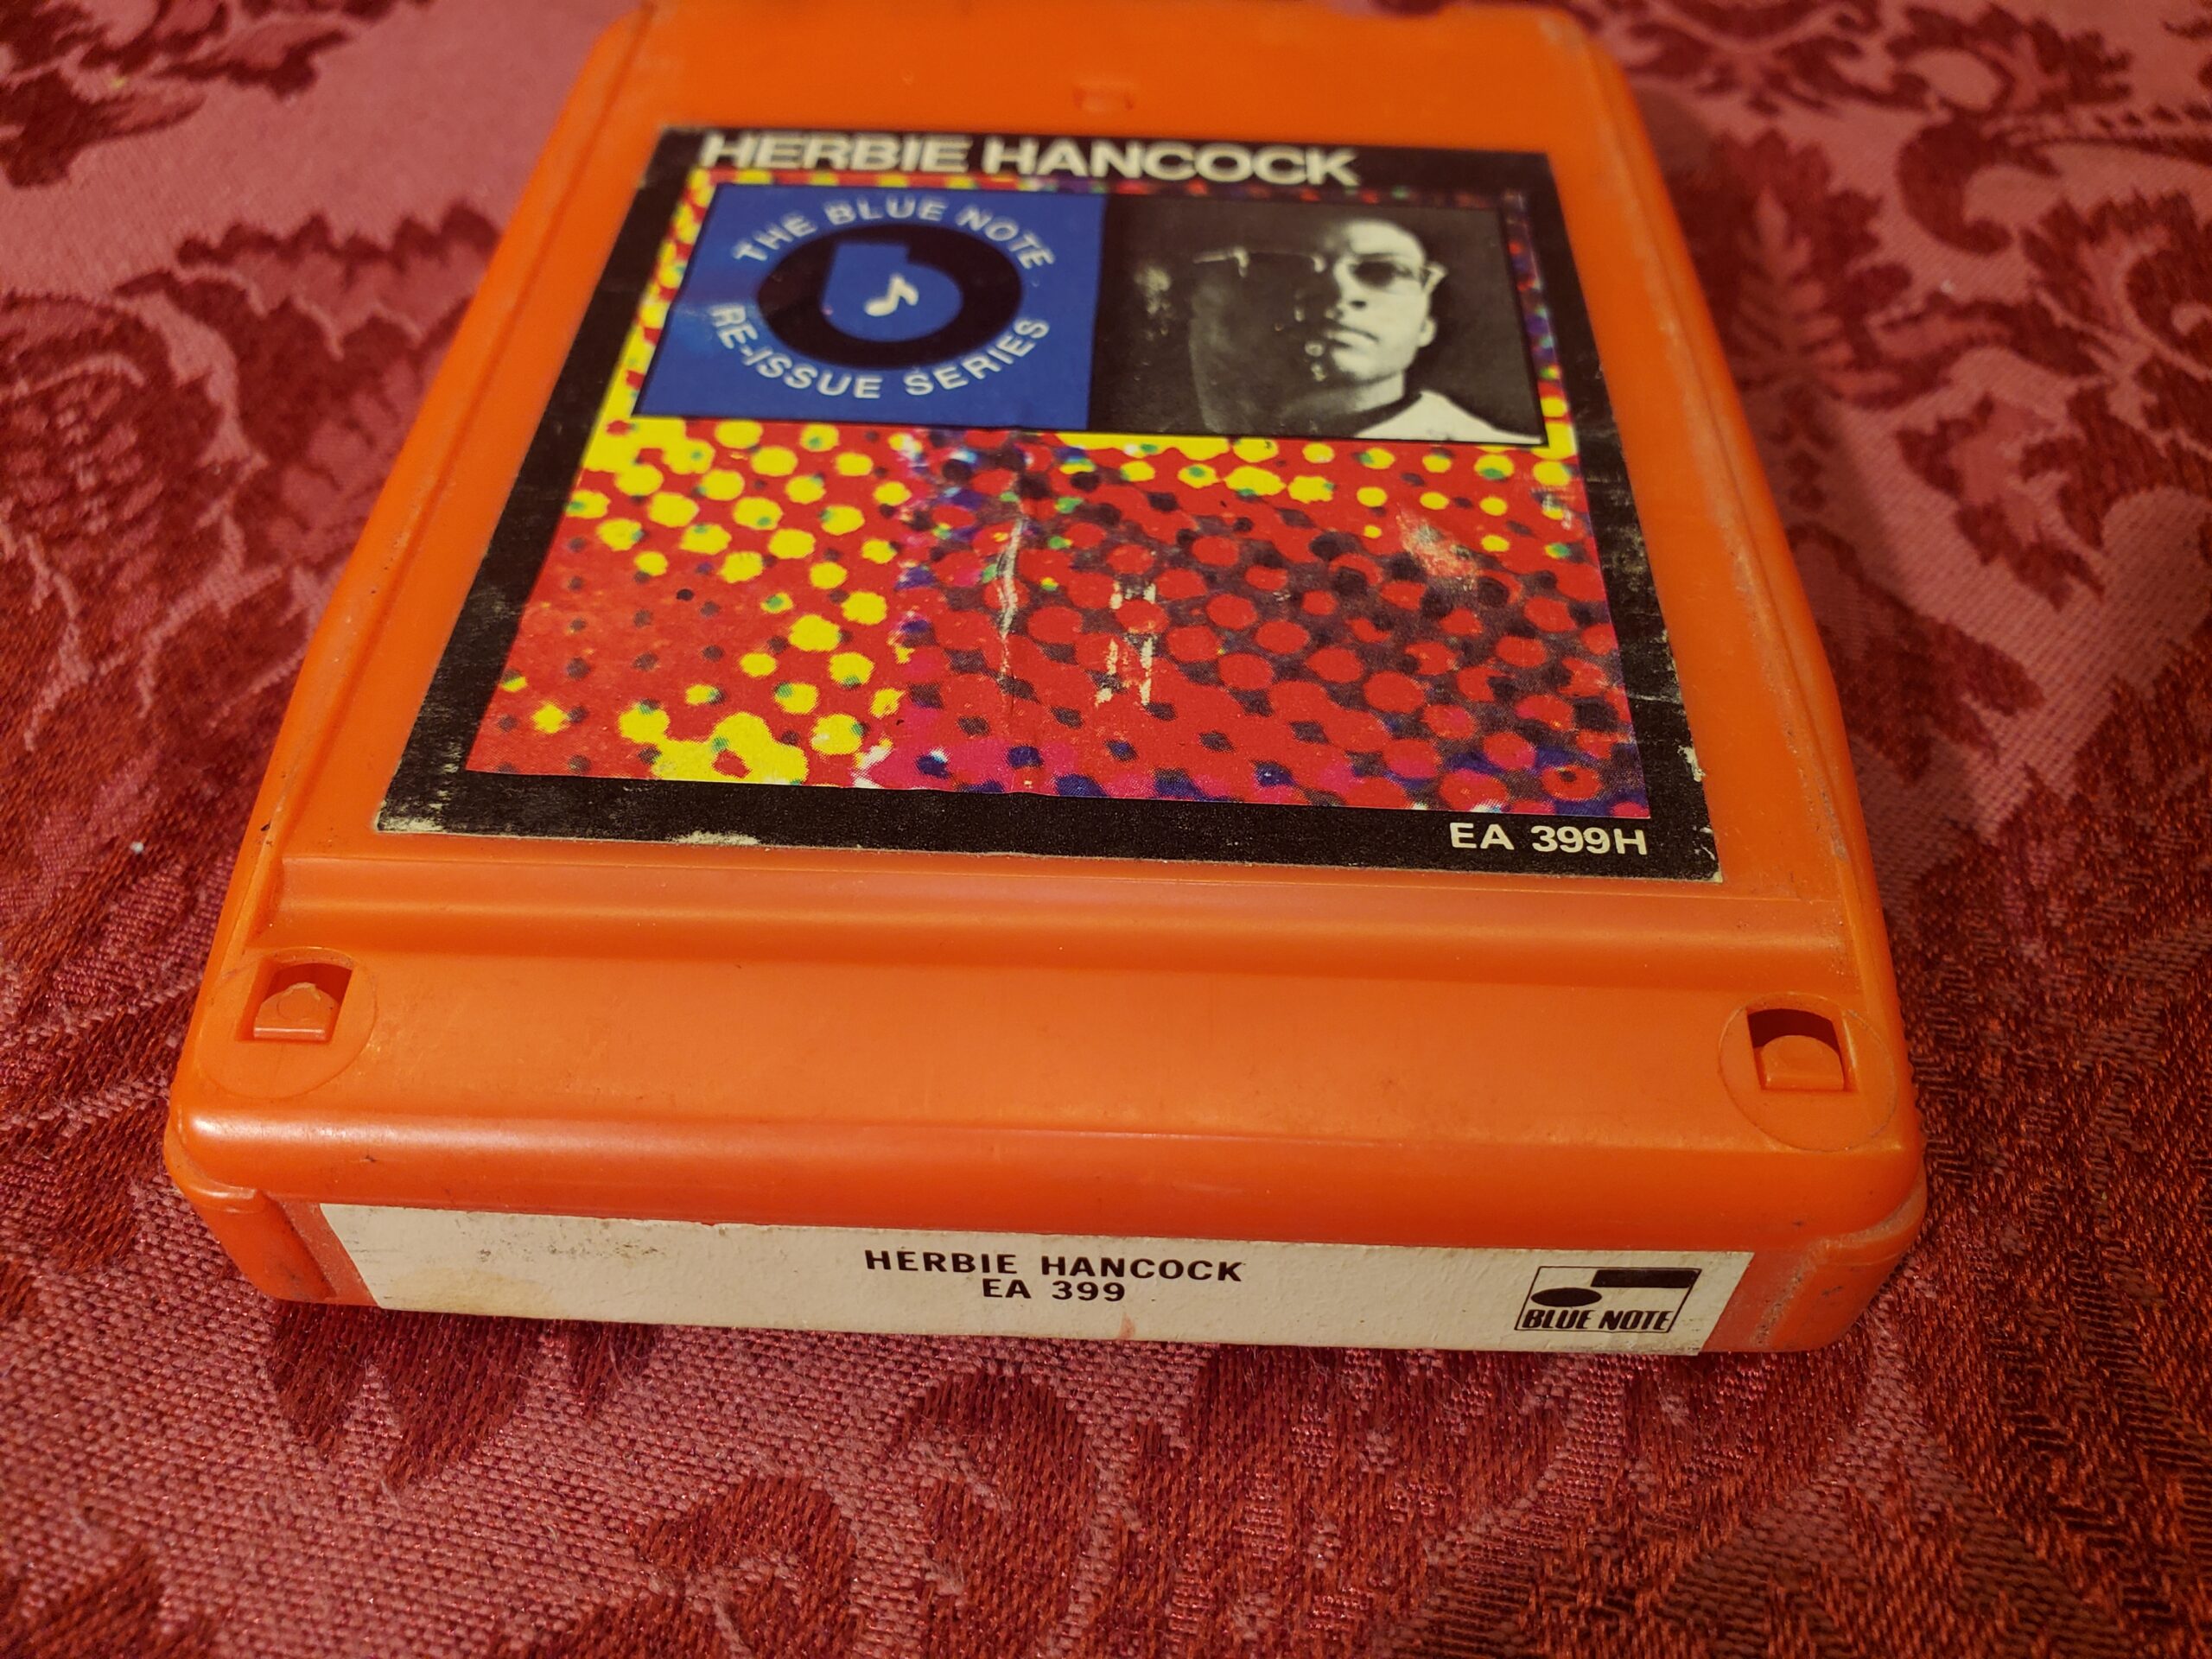 HERBIE HANCOCK
THE BLUE NOTE
RE-ISSUE SERIES
EA 399H
HERBIE HANCOCK
EA 399
BLUE NOTE